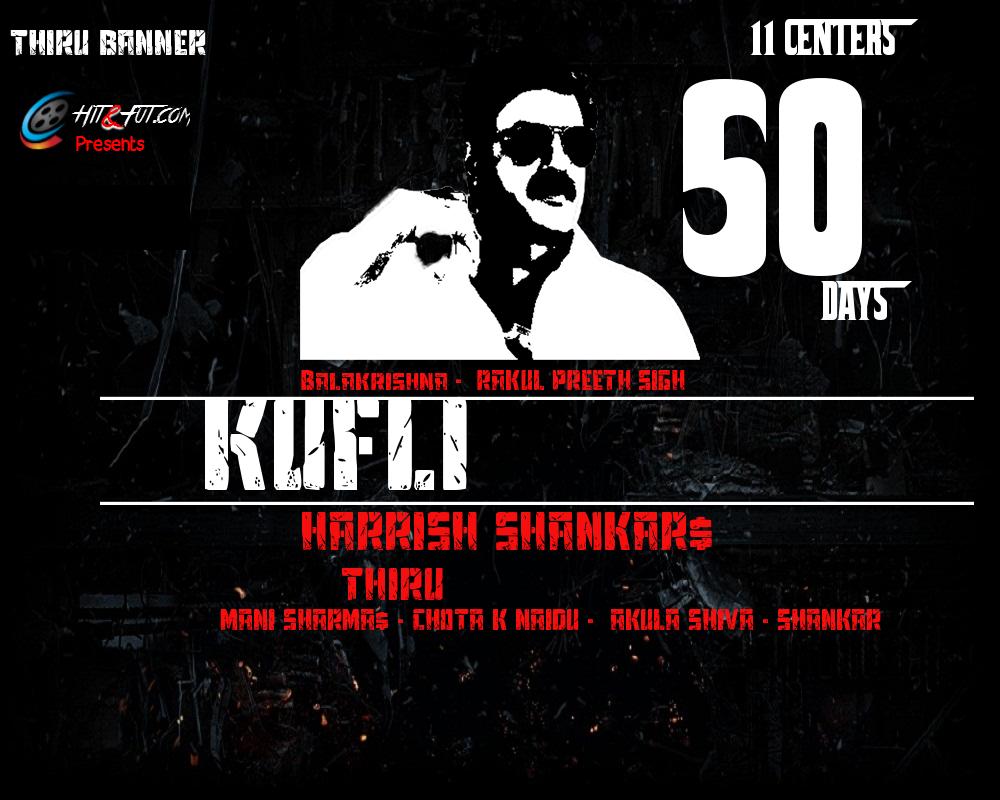 THIRU BANNER
11 CENTERS
HIT&FUT.COM
Presents
50
DAYS
BALAKRISHNA - RAKUL PREETH SIGH
KUFLI
HARRISH SHANKAR$
THIRU
MANI SHARMA$ - CHOTA K NAIDU - AKULA SHIVA - SHANKAR